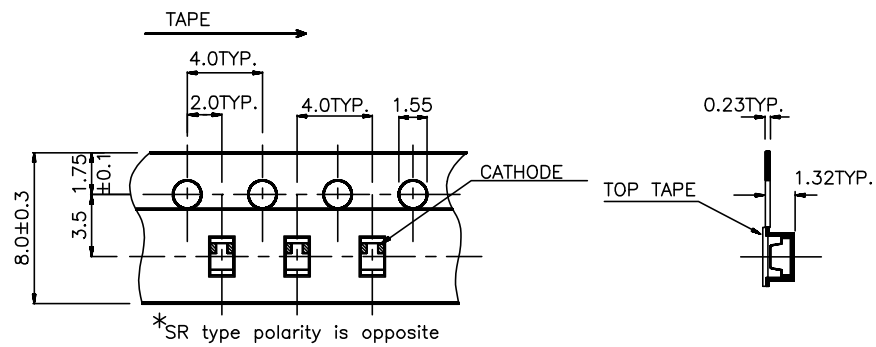 TAPE
4.0TYP.
2.0TYP.
4.0TYP.
1.55
0.23TYP.
1.75
±0.1
8.0±0.3
3.5
CATHODE
TOP TAPE
1.32TYP.
*SR type polarity is opposite